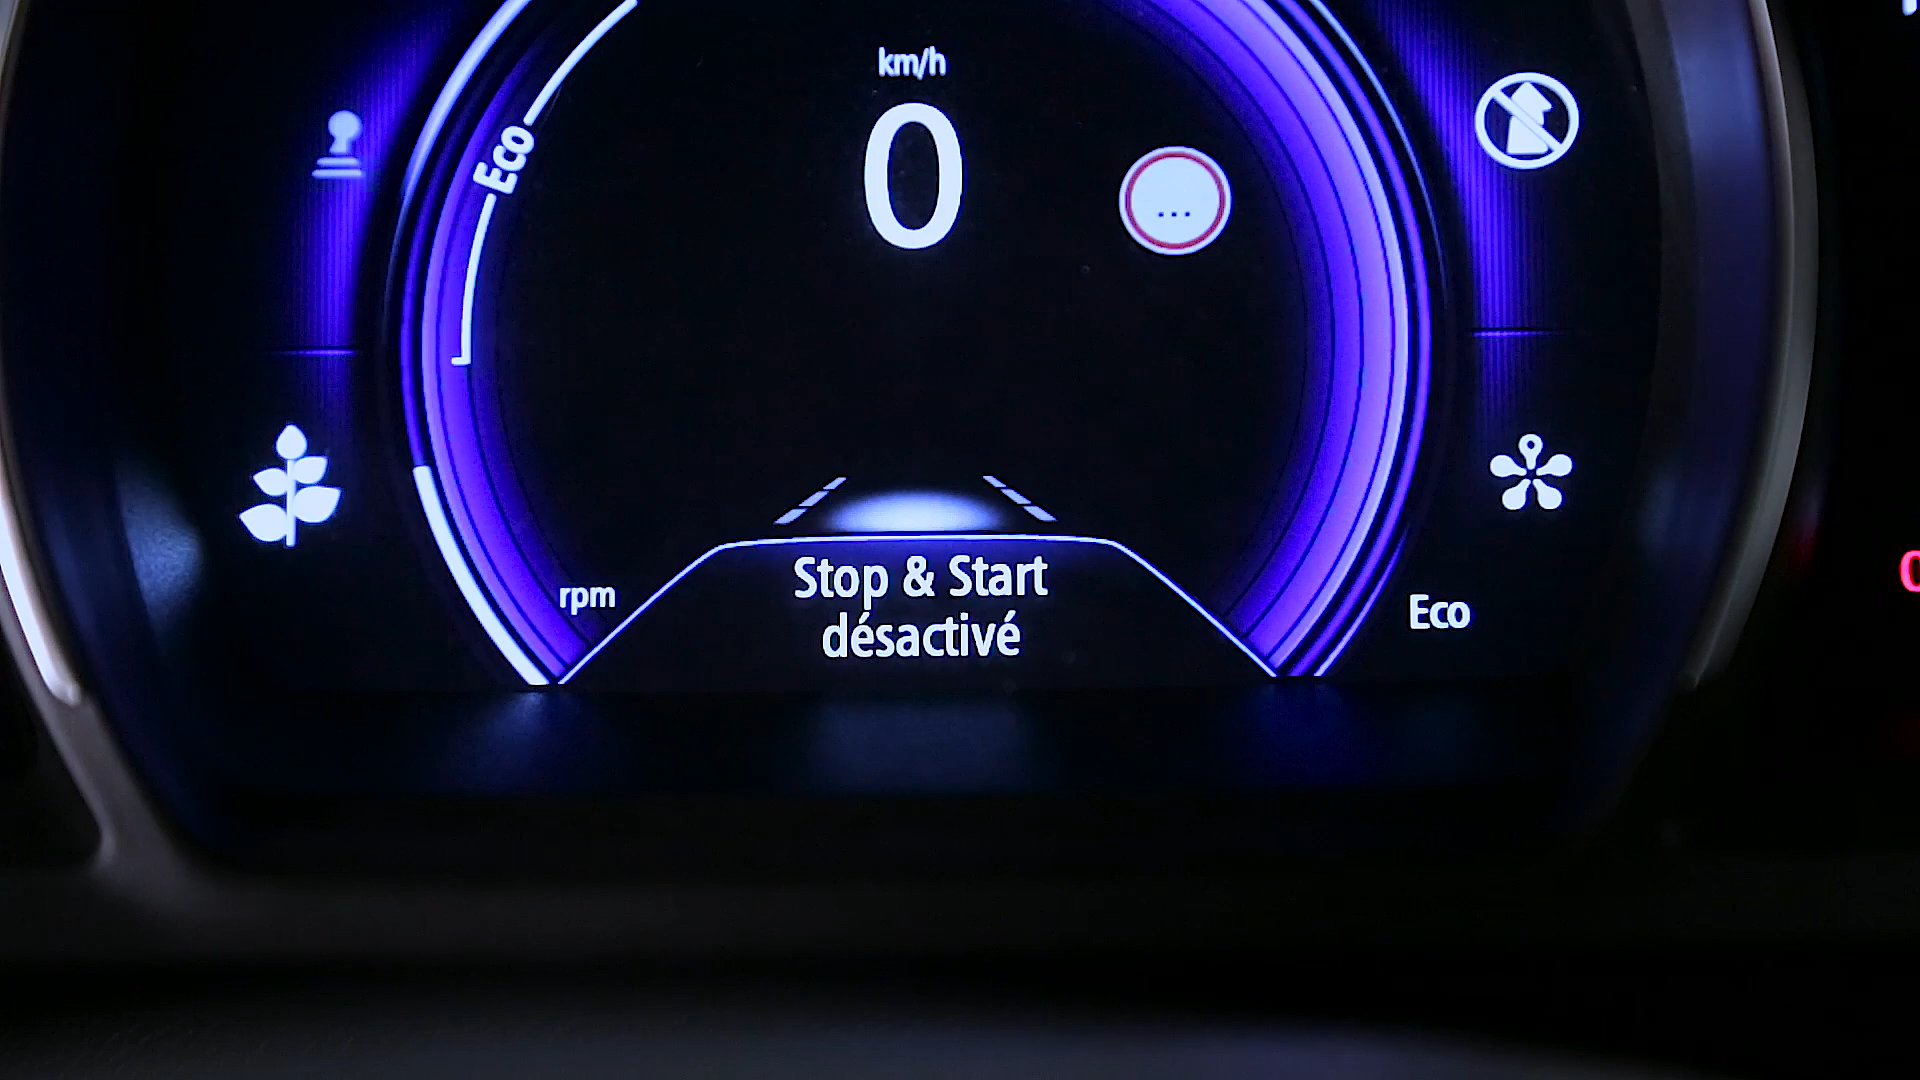 km/h
0
Eco
...
rpm
Stop & Start
désactivé
Eco